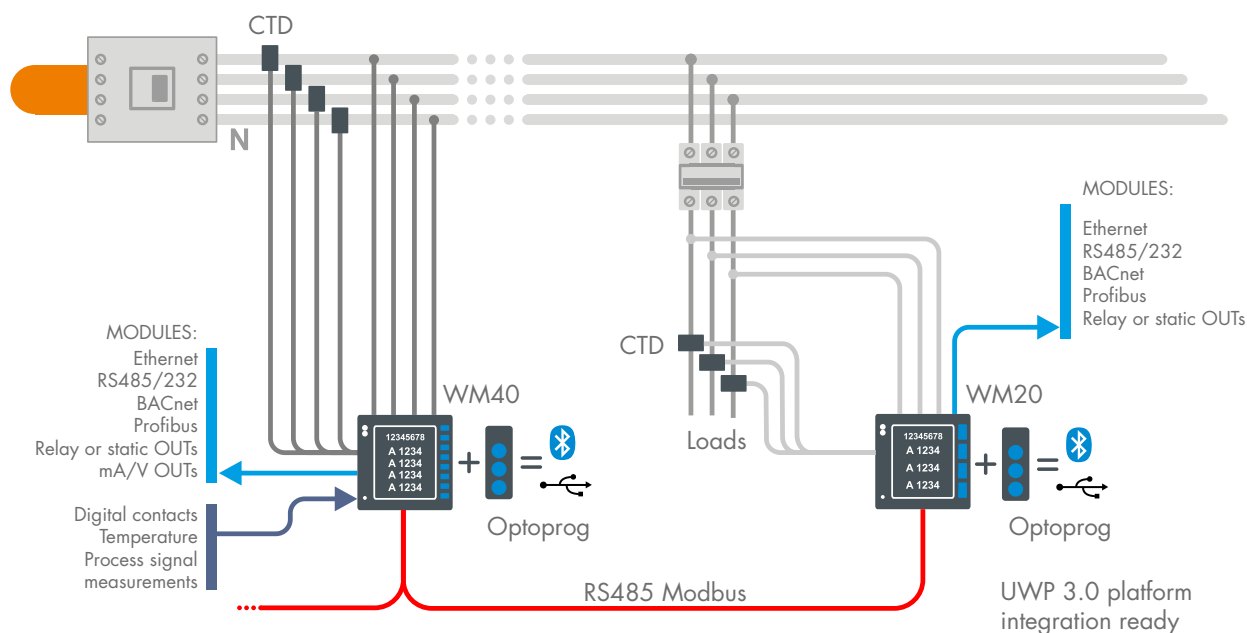 CTD
N
MODULES:
Ethernet
RS485/232
BACnet
Profibus
Relay or static OUTs
MODULES:
Ethernet
RS485/232
BACnet
Profibus
Relay or static OUTs
mA/V OUTs
Digital contacts
Temperature
Process signal
measurements
WM40
12345678
A 1234
A 1234
A 1234
A 1234
+
=
Optoprog
CTD
Loads
WM20
12345678
A 1234
A 1234
A 1234
+
=
Optoprog
RS485 Modbus
UWP 3.0 platform
integration ready